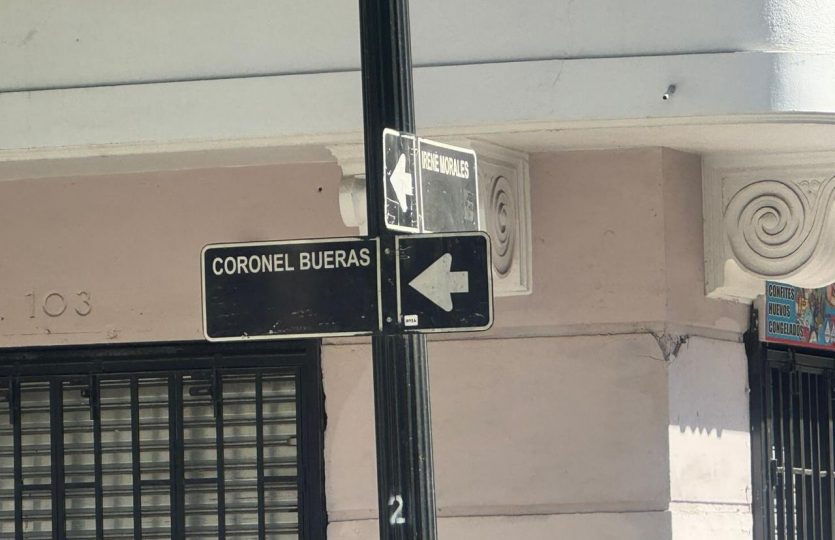 IRENE MORALES
CORONEL BUERAS
103
CONFITES
HUEVOS
CONGELADOS
2